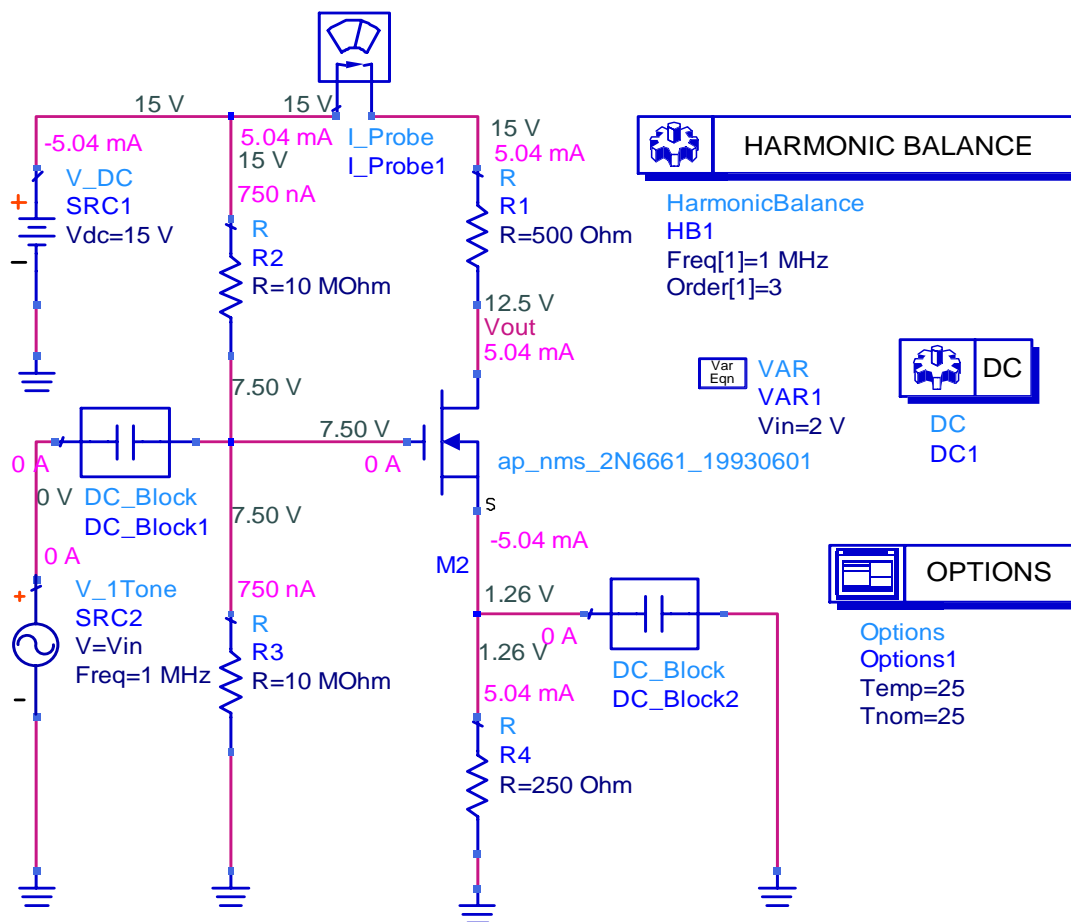 15 V
15 V
-5.04 mA
5.04 mA
I_Probe
I_Probe1
15 V
15 V
5.04 mA
+
V_DC
SRC1
Vdc=15 V
−
750 nA
R
R2
R=10 MOhm
R
R1
R=500 Ohm
12.5 V
Vout
5.04 mA
HARMONIC BALANCE
HarmonicBalance
HB1
Freq[1]=1 MHz
Order[1]=3
Var
Eqn
VAR
VAR1
Vin=2 V
DC
DC
DC1
7.50 V
7.50 V
0 A
0 A
0 V
DC_Block
DC_Block1
7.50 V
ap_nms_2N6661_19930601
S
0 A
-5.04 mA
M2
+
V_1Tone
SRC2
V=Vin
Freq=1 MHz
-
750 nA
R
R3
R=10 MOhm
1.26 V
0 A
1.26 V
DC_Block
DC_Block2
5.04 mA
R
R4
R=250 Ohm
OPTIONS
Options
Options1
Temp=25
Tnom=25